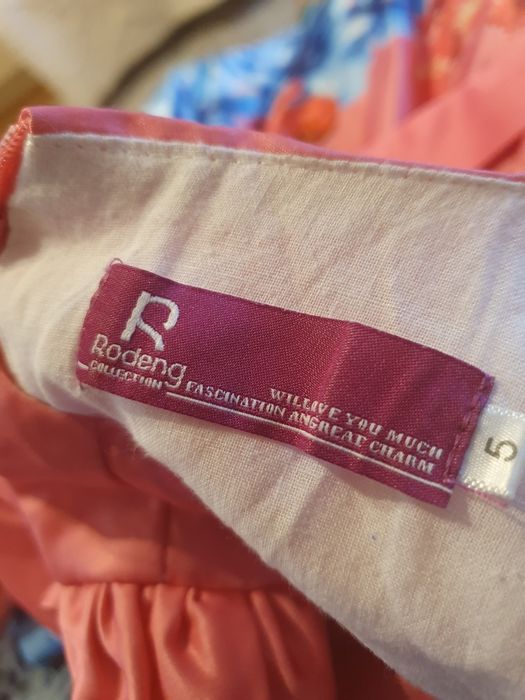 R
Rodeng
COLLECTION
WILLIVE YOU MUCH
FASCINATION ANGREAT CHARM
5